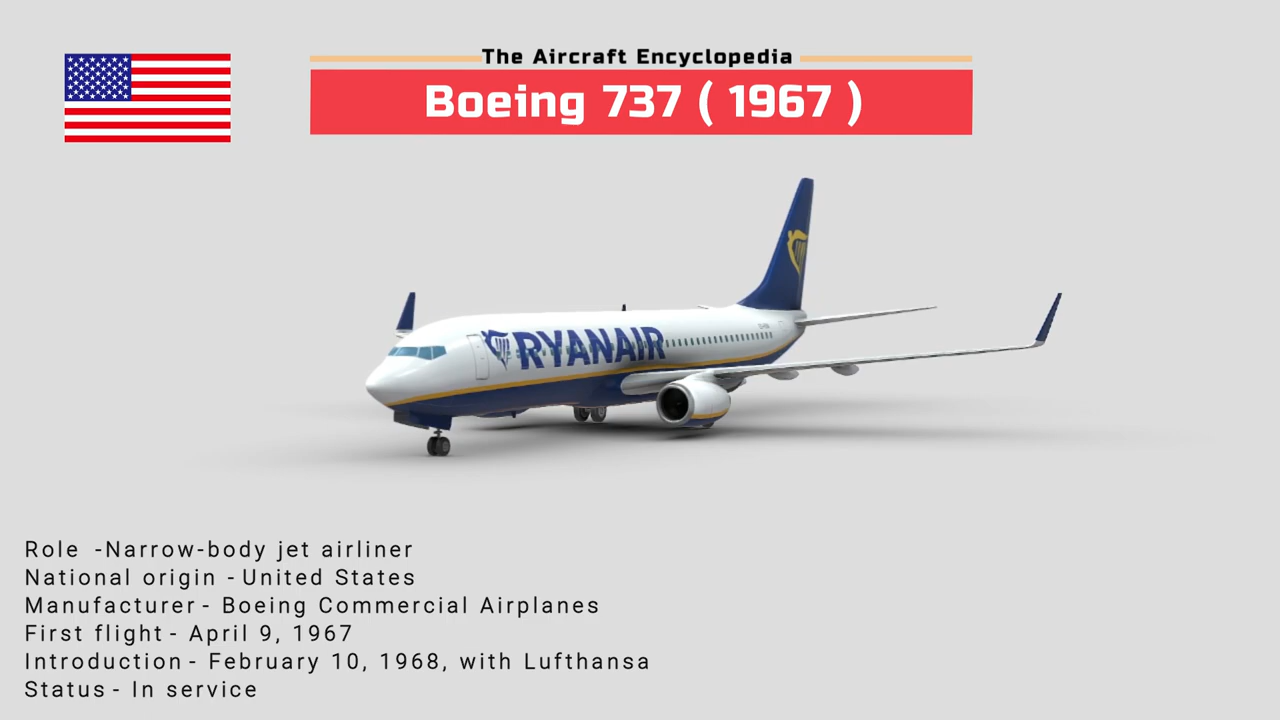 The Aircraft Encyclopedia
Boeing 737 ( 1967 )
RYANAIR
Role -Narrow-body jet airliner
National origin - United States
Manufacturer - Boeing Commercial Airplanes
First flight - April 9, 1967
Introduction - February 10, 1968, with Lufthansa
Status - In service